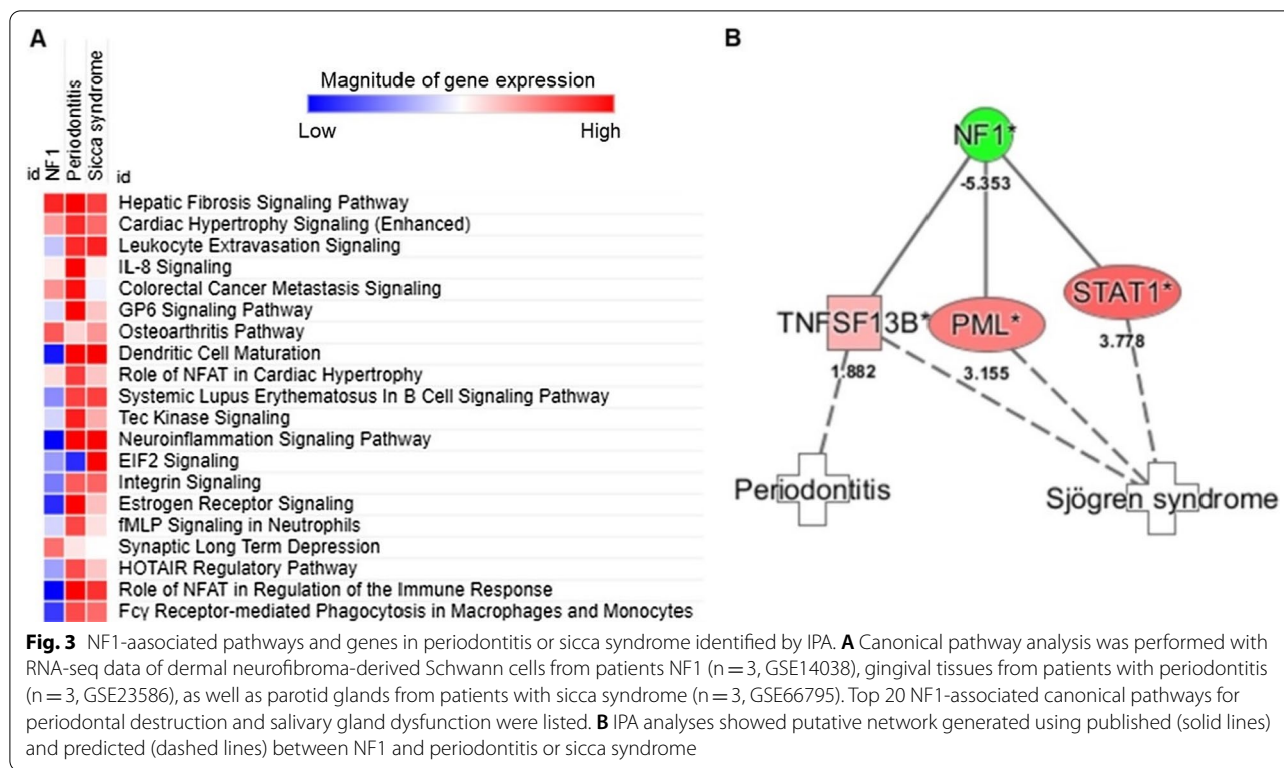 A
NF1
Periodontitis
Sicca syndrome
id
id
Magnitude of gene expression
Low
High
Hepatic Fibrosis Signaling Pathway
Cardiac Hypertrophy Signaling (Enhanced)
Leukocyte Extravasation Signaling
IL-8 Signaling
Colorectal Cancer Metastasis Signaling
GP6 Signaling Pathway
Osteoarthritis Pathway
Dendritic Cell Maturation
Role of NFAT in Cardiac Hypertrophy
Systemic Lupus Erythematosus In B Cell Signaling Pathway
Tec Kinase Signaling
Neuroinflammation Signaling Pathway
EIF2 Signaling
Integrin Signaling
Estrogen Receptor Signaling
fMLP Signaling in Neutrophils
Synaptic Long Term Depression
HOTAIR Regulatory Pathway
Role of NFAT in Regulation of the Immune Response
Fcγ Receptor-mediated Phagocytosis in Macrophages and Monocytes
B
NF1*
-5.353
TNFSF13B*
1.882
PML*
3.155
STAT1*
3.778
Periodontitis
Sjögren syndrome
Fig. 3 NF1-aasociated pathways and genes in periodontitis or sicca syndrome identified by IPA. A Canonical pathway analysis was performed with
RNA-seq data of dermal neurofibroma-derived Schwann cells from patients NF1 (n = 3, GSE14038), gingival tissues from patients with periodontitis
(n = 3, GSE23586), as well as parotid glands from patients with sicca syndrome (n = 3, GSE66795). Top 20 NF1-associated canonical pathways for
periodontal destruction and salivary gland dysfunction were listed. B IPA analyses showed putative network generated using published (solid lines)
and predicted (dashed lines) between NF1 and periodontitis or sicca syndrome